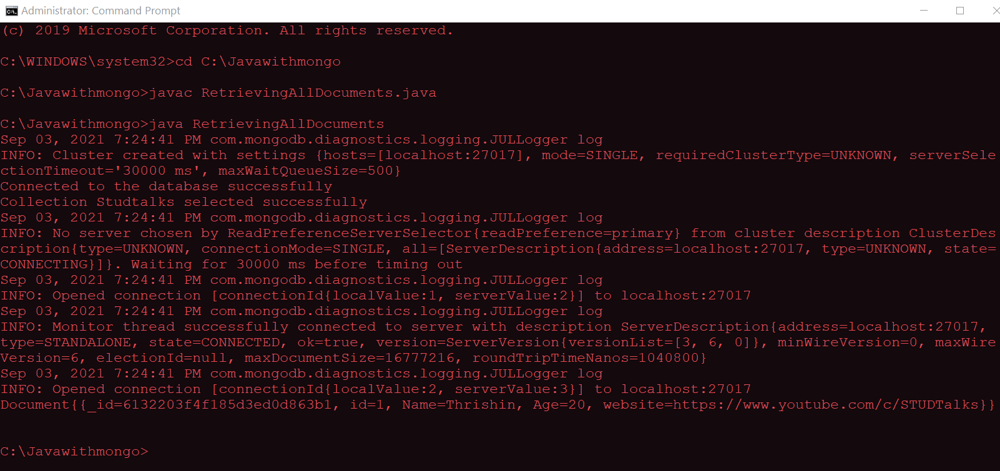 Administrator: Command Prompt
(c) 2019 Microsoft Corporation. All rights reserved.
C:\WINDOWS\system32>cd C:\Javawithmongo
C:\Javawithmongo>javac RetrievingAllDocuments.java
C:\Javawithmongo>java RetrievingAllDocuments
Sep 03, 2021 7:24:41 PM com.mongodb.diagnostics.logging.JULLogger log
INFO: Cluster created with settings {hosts=[localhost:27017], mode=SINGLE, requiredClusterType=UNKNOWN, serverSele
ctionTimeout='30000 ms', maxWaitQueueSize=500}
Connected to the database successfully
Collection Studtalks selected successfully
Sep 03, 2021 7:24:41 PM com.mongodb.diagnostics.logging.JULLogger log
INFO: No server chosen by ReadPreferenceServerSelector{readPreference=primary} from cluster description ClusterDes
cription{type=UNKNOWN, connectionMode=SINGLE, all=[ServerDescription{address=localhost:27017, type=UNKNOWN, state=
CONNECTING}]}. Waiting for 30000 ms before timing out
Sep 03, 2021 7:24:41 PM com.mongodb.diagnostics.logging.JULLogger log
INFO: Opened connection [connectionId{localValue:1, serverValue:2}] to localhost:27017
Sep 03, 2021 7:24:41 PM com.mongodb.diagnostics.logging.JULLogger log
INFO: Monitor thread successfully connected to server with description ServerDescription{address=localhost:27017,
type=STANDALONE, state=CONNECTED, ok=true, version=ServerVersion{versionList=[3, 6, 0]}, minWireVersion=0, maxWire
Version=6, electionId=null, maxDocumentSize=16777216, roundTripTimeNanos=1040800}
Sep 03, 2021 7:24:41 PM com.mongodb.diagnostics.logging.JULLogger log
INFO: Opened connection [connectionId{localValue:2, serverValue:3}] to localhost:27017
Document{{_id=6132203f4f185d3ed0d863b1, id=1, Name=Thrishin, Age=20, website=https://www.youtube.com/c/STUDTalks}}
C:\Javawithmongo>